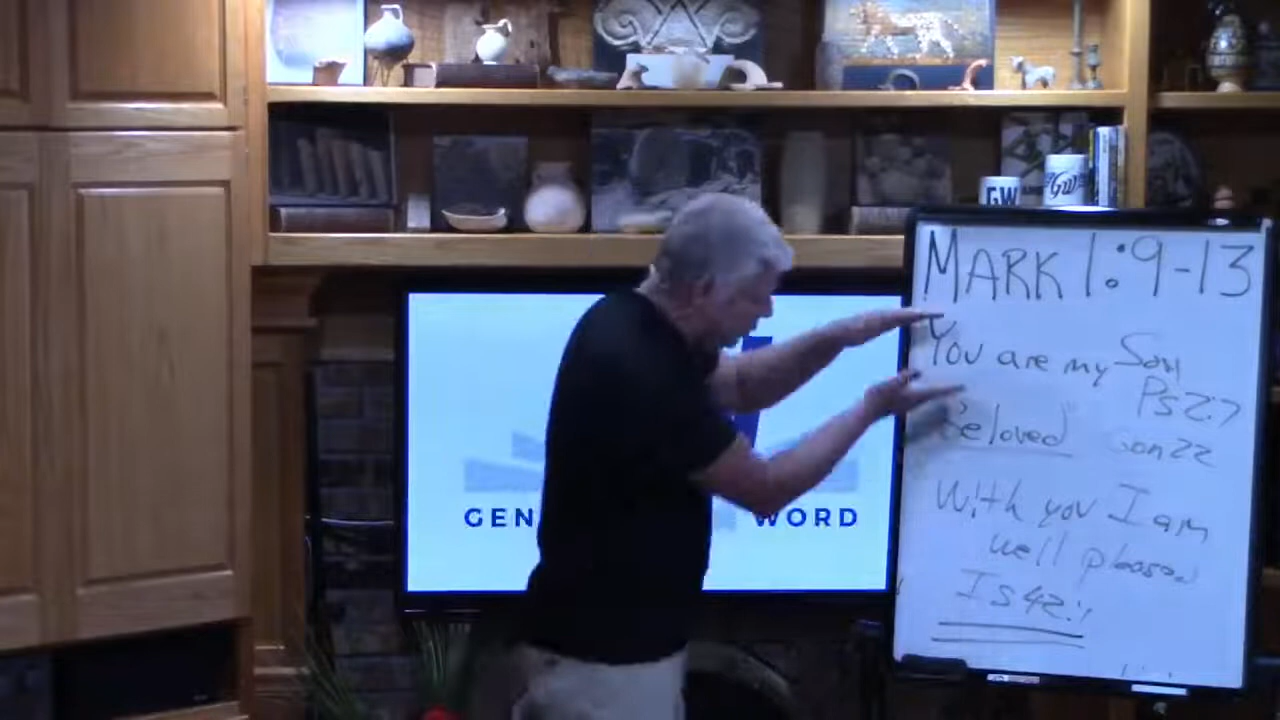 GW
GW
MARK 1:9-13
You are my Son
Ps 2:7
"Beloved" Gen 22
With you I am
well pleased
Is 42:1
GEN WORD